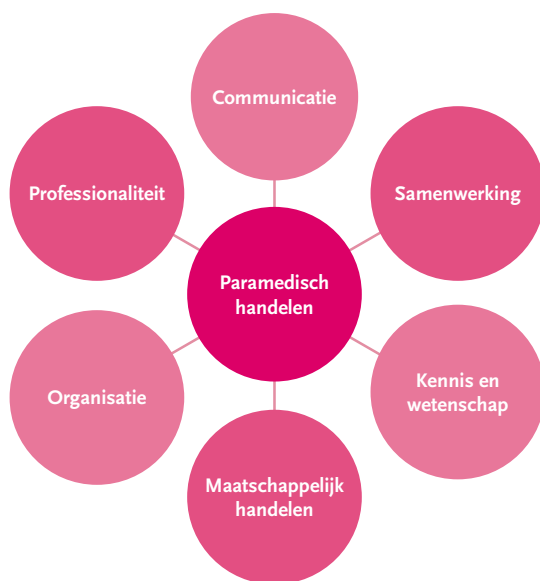 Communicatie
Professionaliteit
Samenwerking
Paramedisch
handelen
Organisatie
Kennis en
wetenschap
Maatschappelijk
handelen